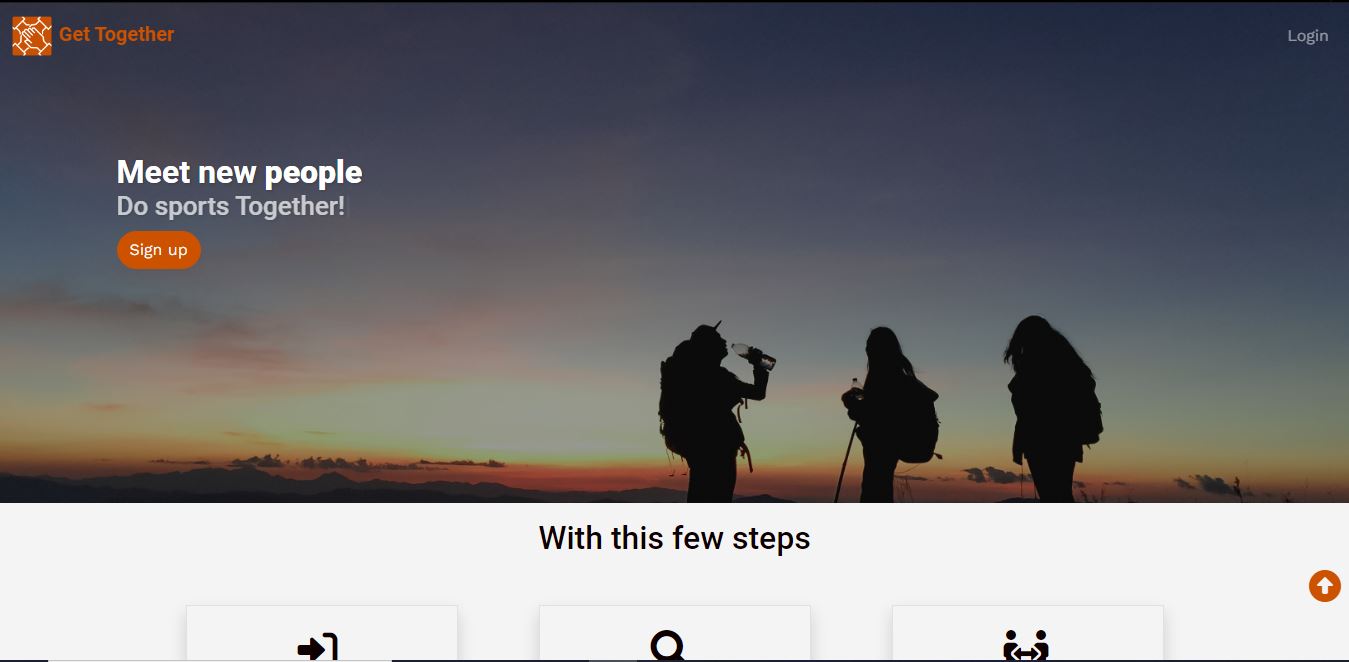 Get Together
Login
Meet new people
Do sports Together!
Sign up
With this few steps